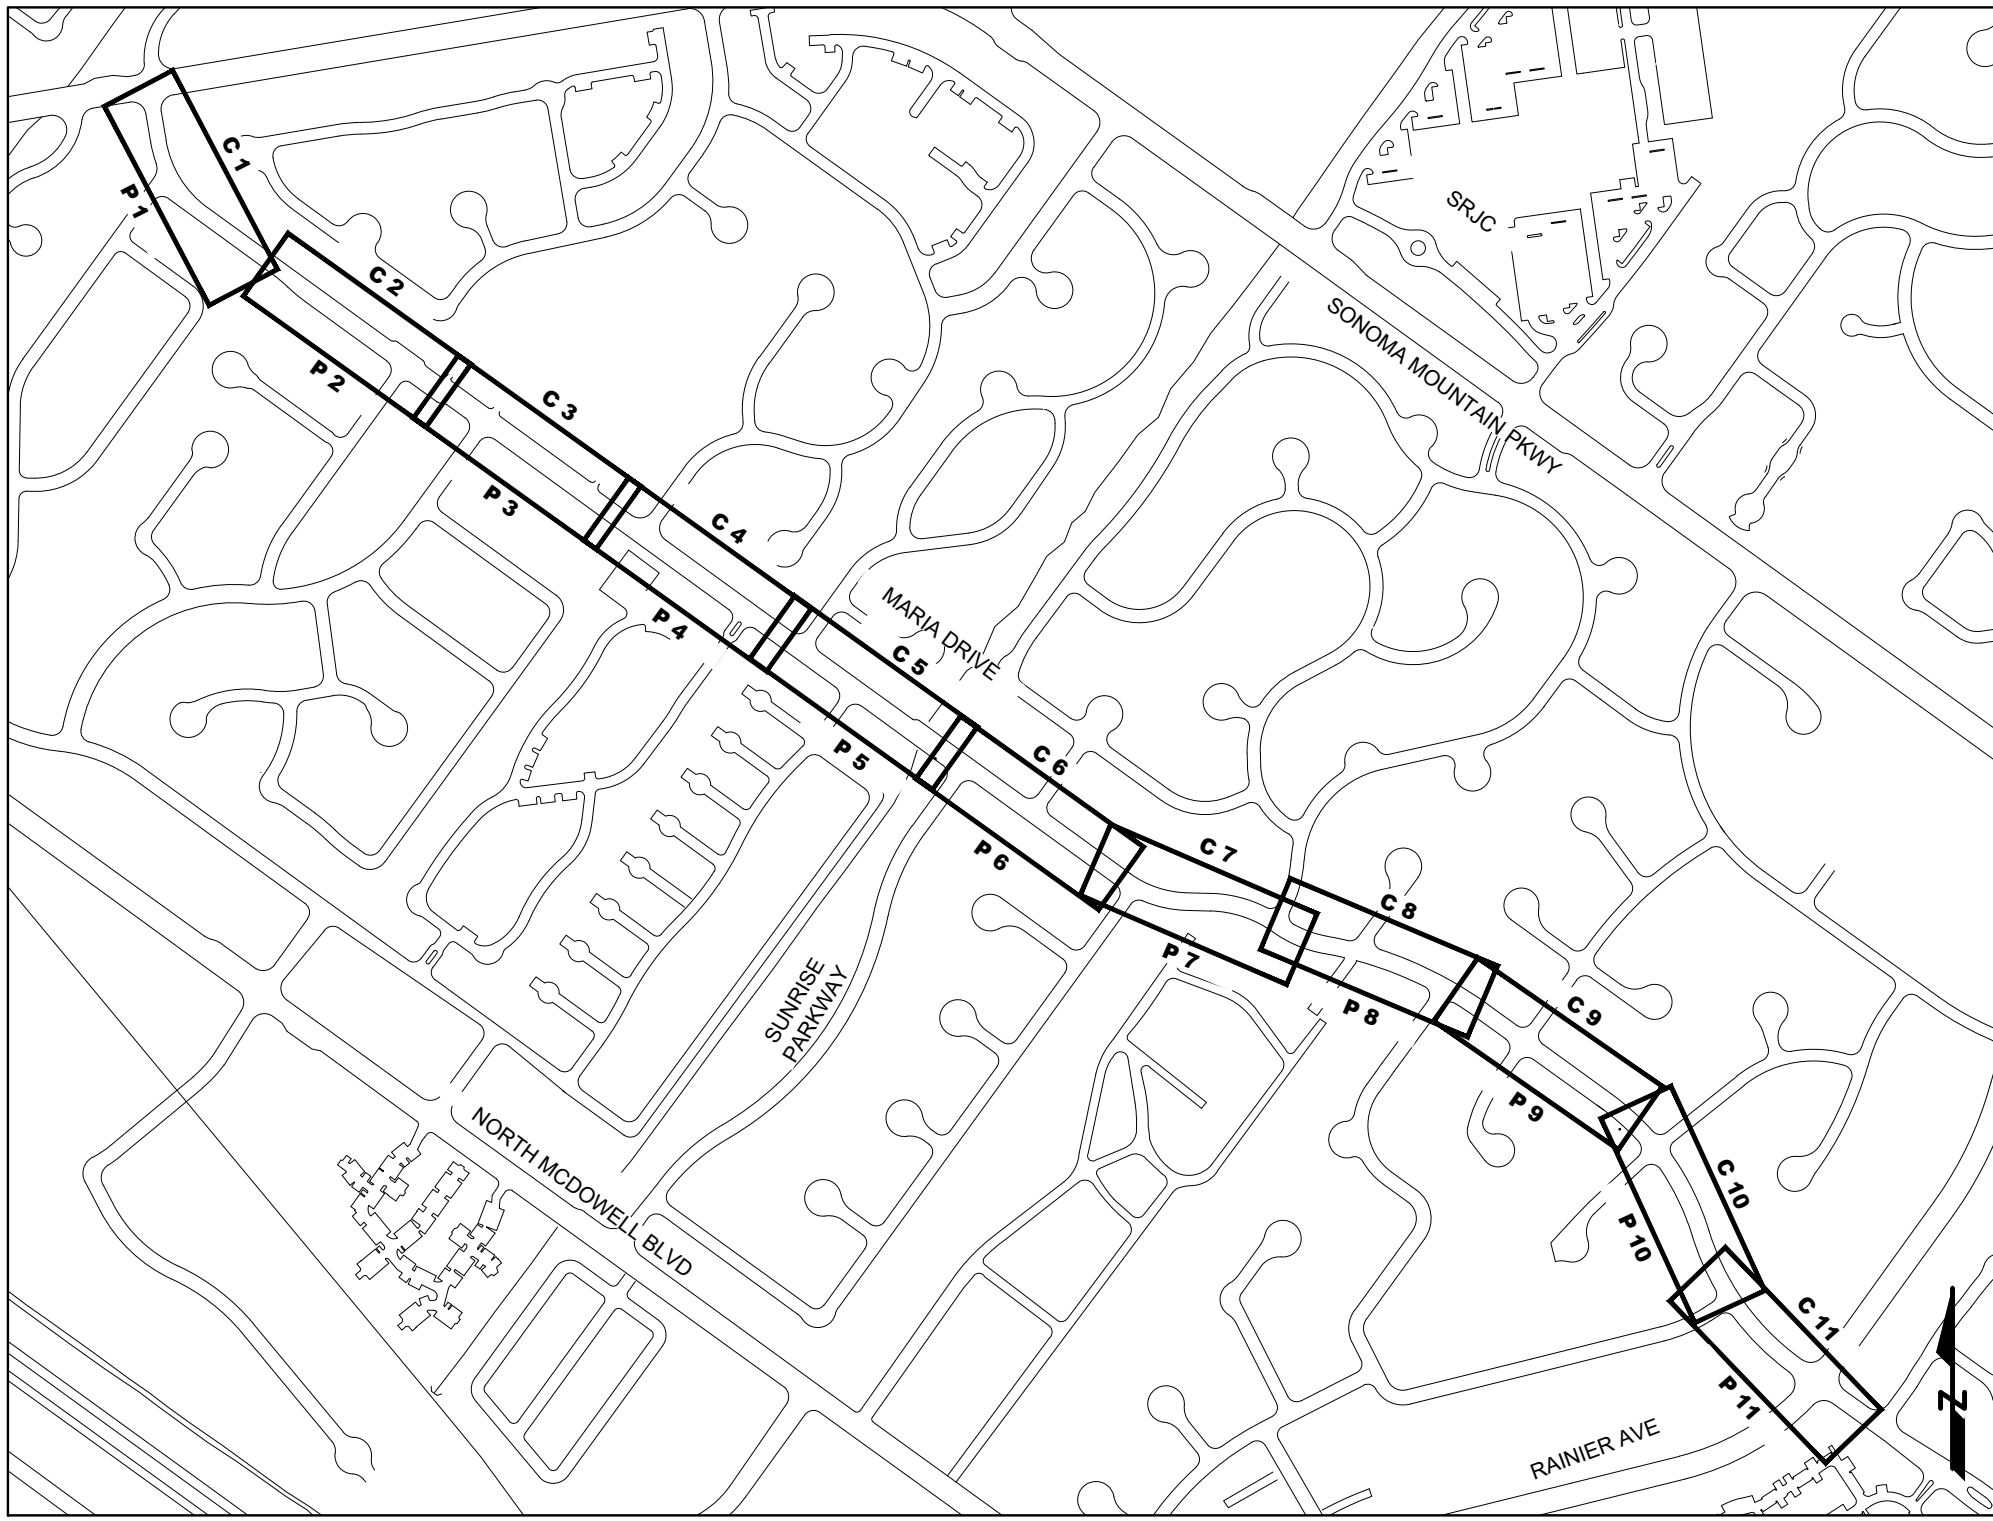 C 1
P 1
SRJC
C 2
SONOMA MOUNTAIN PKWY
P 2
C 3
P 3
C 4
MARIA DRIVE
P 4
C 5
P 5
C 6
P 6
C 7
C 8
P 7
SUNRISE
PARKWAY
P 8
C 9
P 9
NORTH MCDOWELL BLVD
C 10
P 10
C 11
P 11
RAINIER AVE
N